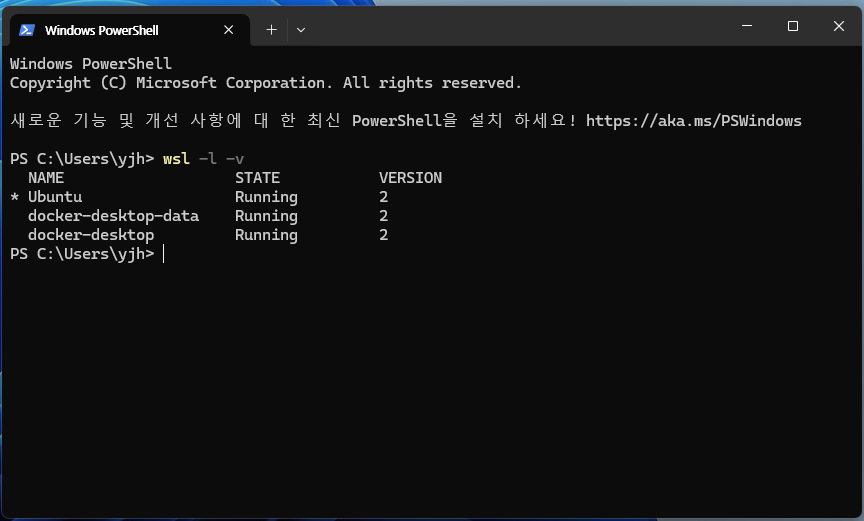 Windows PowerShell
Windows PowerShell
Copyright (C) Microsoft Corporation. All rights reserved.
새로운 기능 및 개선 사항에 대 한 최신 PowerShell을 설치 하세요! https://aka.ms/PSWindows
PS C:\Users\yjh> wsl -l -v
  NAME                   STATE           VERSION
* Ubuntu                 Running         2
  docker-desktop-data    Running         2
  docker-desktop         Running         2
PS C:\Users\yjh>